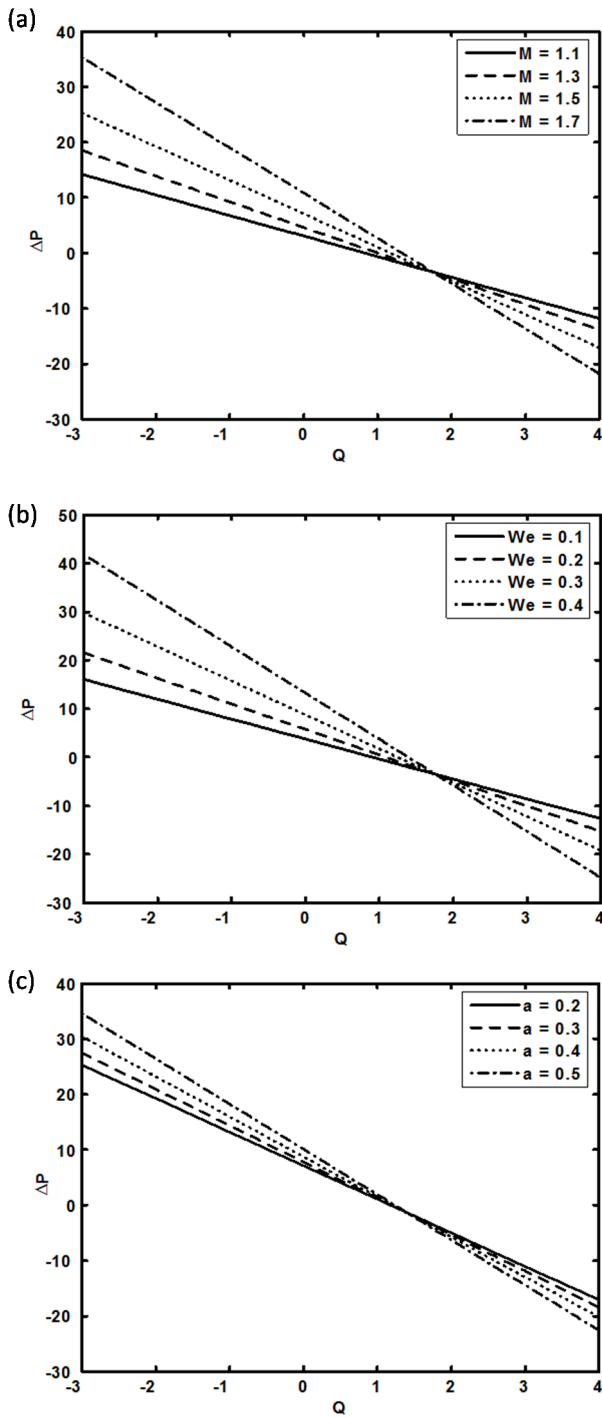 (a)
40
30
20
10
0
-10
-20
-30
ΔP
-3 -2 -1 0 1 2 3 4
Q
M = 1.1
M = 1.3
M = 1.5
M = 1.7
(b)
50
40
30
20
10
0
-10
-20
-30
ΔP
-3 -2 -1 0 1 2 3 4
Q
We = 0.1
We = 0.2
We = 0.3
We = 0.4
(c)
40
30
20
10
0
-10
-20
-30
ΔP
-3 -2 -1 0 1 2 3 4
Q
a = 0.2
a = 0.3
a = 0.4
a = 0.5